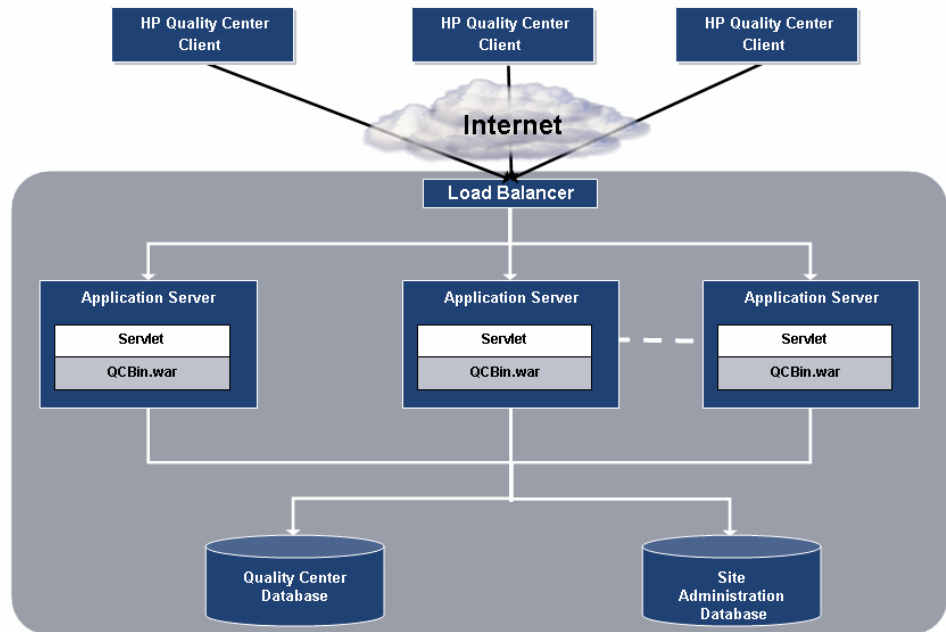 HP Quality Center
Client
HP Quality Center
Client
HP Quality Center
Client
Internet
Load Balancer
Application Server
Servlet
QCBin.war
Application Server
Servlet
QCBin.war
Application Server
Servlet
QCBin.war
Quality Center
Database
Site
Administration
Database